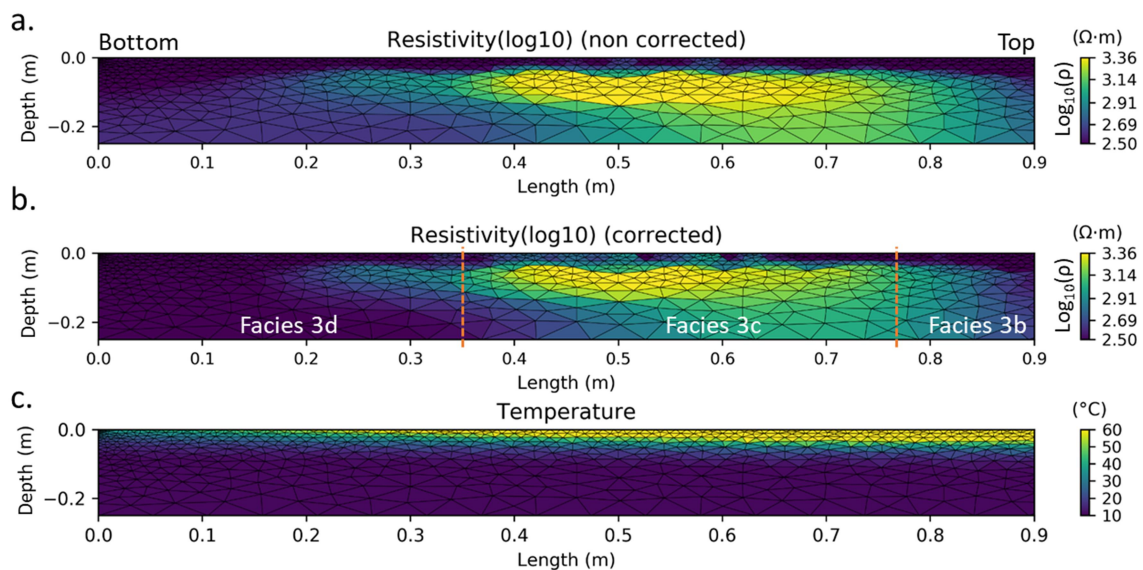 a.
Bottom
Resistivity(log10) (non corrected)
Top
(Ω·m)
Depth (m)
0.0
−0.2
0.0 0.1 0.2 0.3 0.4 0.5 0.6 0.7 0.8 0.9
Length (m)
Log10(ρ)
3.36
3.14
2.91
2.69
2.50
b.
Resistivity(log10) (corrected)
(Ω·m)
Depth (m)
0.0
−0.2
Facies 3d
Facies 3c
Facies 3b
0.0 0.1 0.2 0.3 0.4 0.5 0.6 0.7 0.8 0.9
Length (m)
Log10(ρ)
3.36
3.14
2.91
2.69
2.50
c.
Temperature
(°C)
Depth (m)
0.0
−0.2
0.0 0.1 0.2 0.3 0.4 0.5 0.6 0.7 0.8 0.9
Length (m)
60
50
40
30
20
10